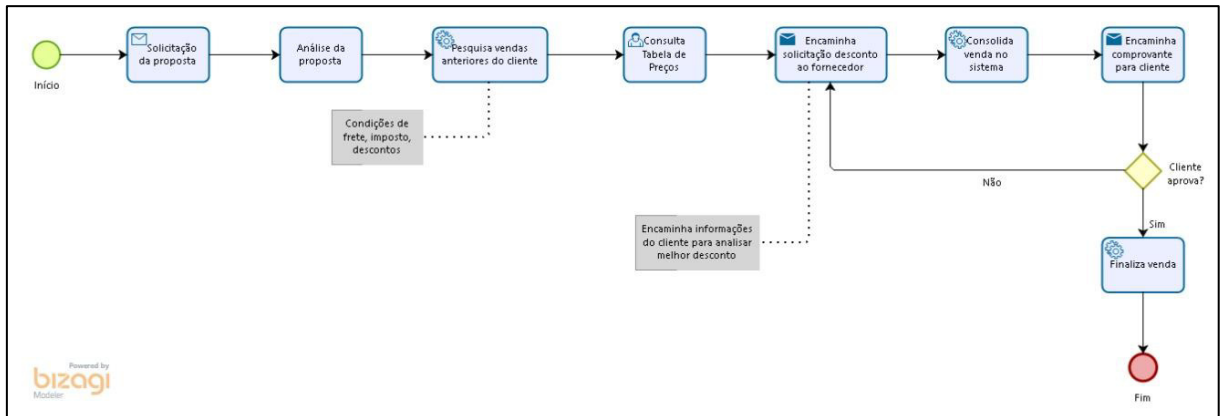 Início
Solicitação
da proposta
Análise da
proposta
Pesquisa vendas
anteriores do cliente
Condições de
frete, imposto,
descontos
Consulta
Tabela de
Preços
Encaminha
solicitação desconto
ao fornecedor
Encaminha informações
do cliente para analisar
melhor desconto
Consolida
venda no
sistema
Encaminha
comprovante
para cliente
Cliente
aprova?
Não
Sim
Finaliza venda
Fim
Powered by
bizagi
Modeler